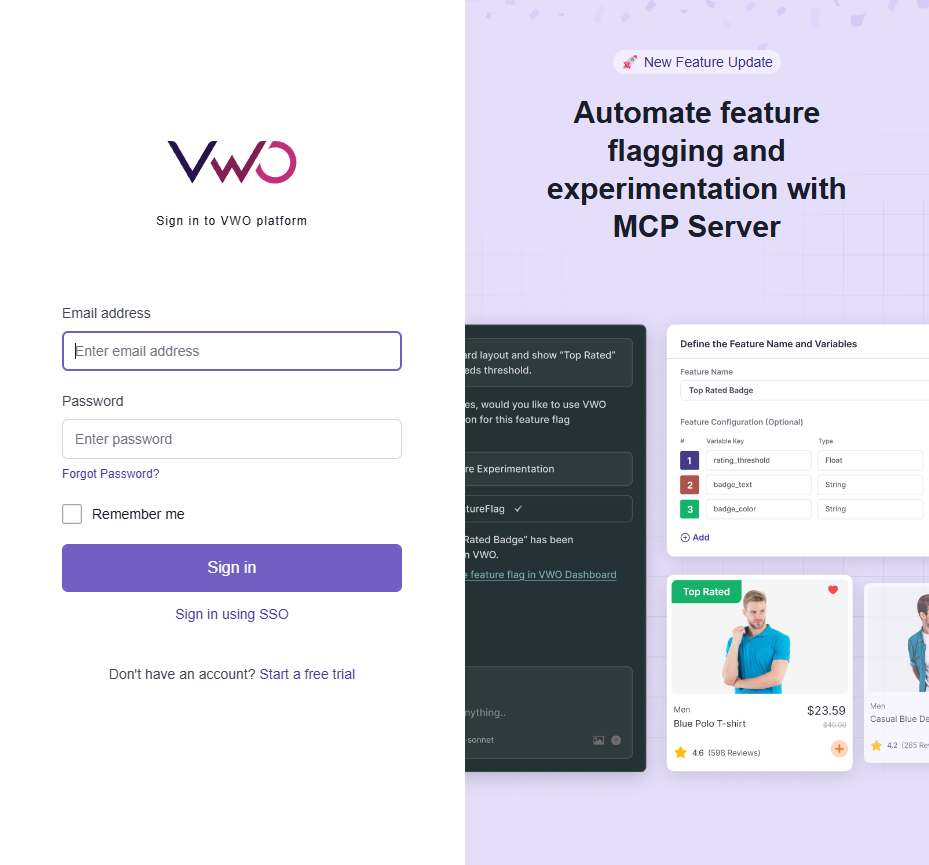 VWO
Sign in to VWO platform
Email address
Enter email address
Password
Enter password
Forgot Password?
Remember me
Sign in
Sign in using SSO
Don't have an account? Start a free trial
🚀 New Feature Update
Automate feature
flagging and
experimentation with
MCP Server
ard layout and show “Top Rated”
eds threshold.
es, would you like to use VWO
on for this feature flag
re Experimentation
tureFlag ✓
Rated Badge” has been
n VWO.
e feature flag in VWO Dashboard
nything..
-sonnet
Define the Feature Name and Variables
Feature Name
Top Rated Badge
Feature Configuration (Optional)
# Variable Key Type
1 rating_threshold Float
2 badge_text String
3 badge_color String
Add
Top Rated
Men
$23.59
Blue Polo T-shirt
$40.00
4.6 (598 Reviews)
Men
Casual Blue De
4.2 (265 Rev